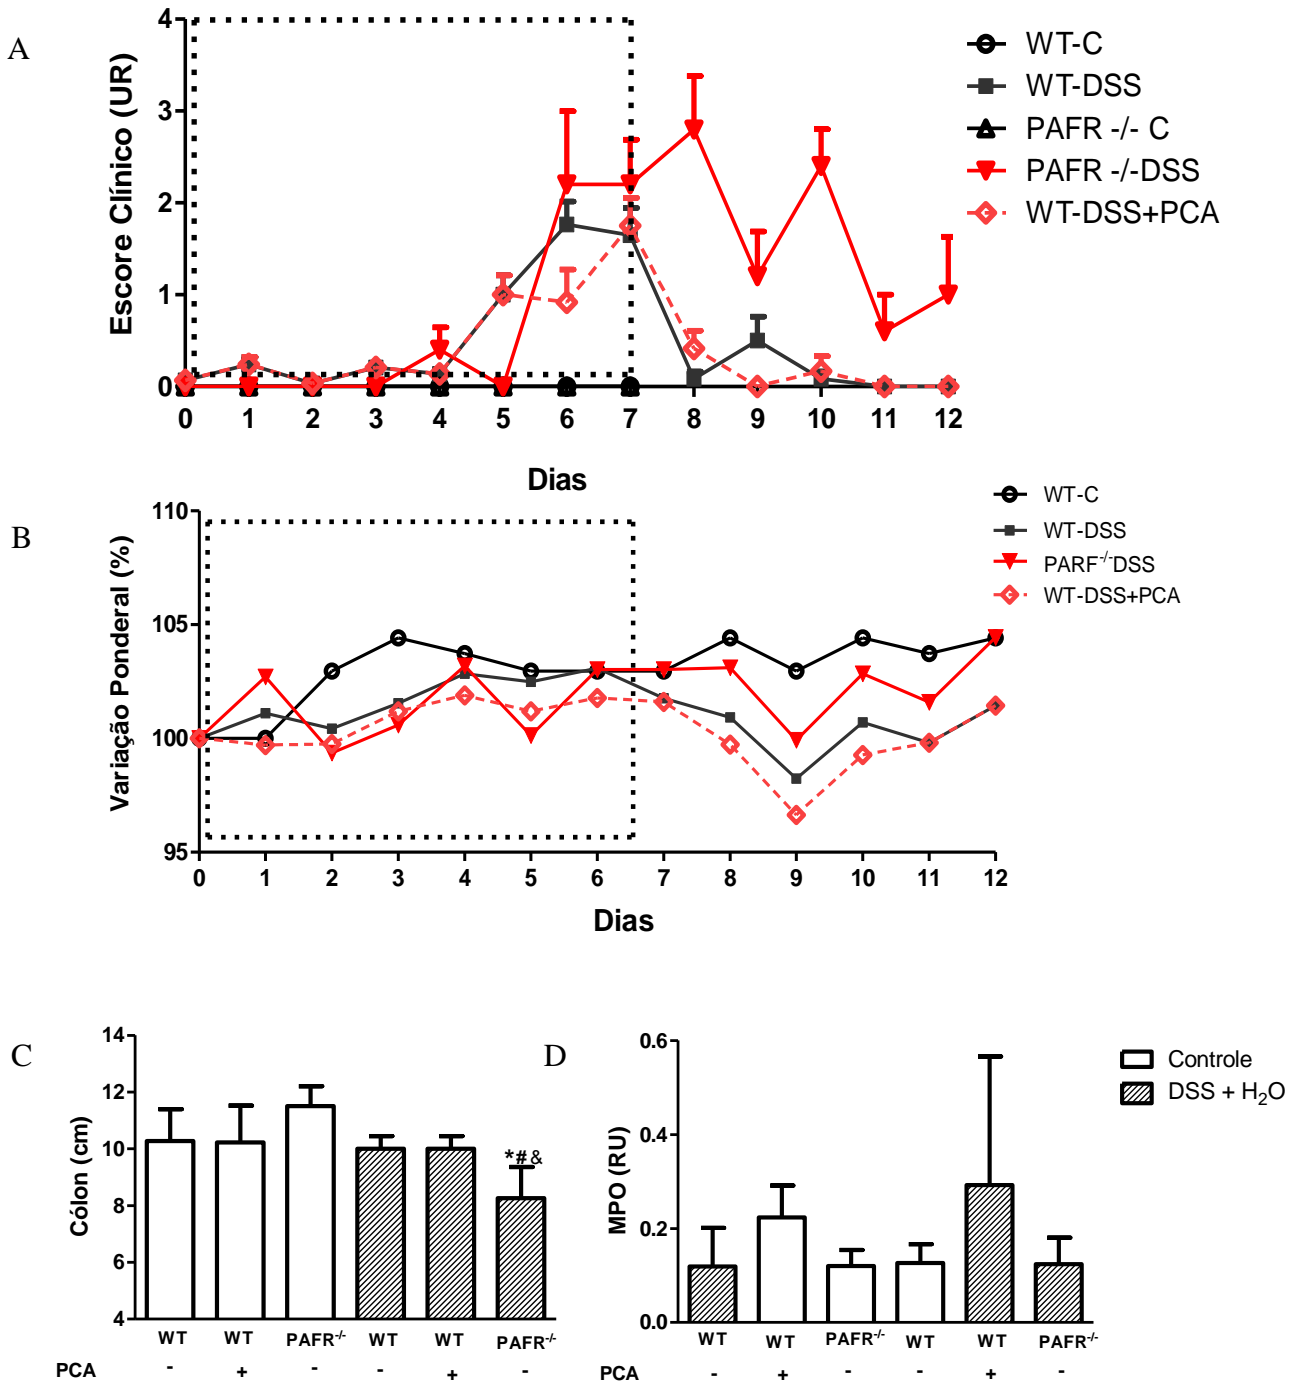 A
Escore Clínico (UR)
4
3
2
1
0
0 1 2 3 4 5 6 7 8 9 10 11 12
Dias
WT-C
WT-DSS
PAFR -/- C
PAFR -/-DSS
WT-DSS+PCA
B
Variação Ponderal (%)
110
105
100
95
0 1 2 3 4 5 6 7 8 9 10 11 12
Dias
WT-C
WT-DSS
PARF-/-DSS
WT-DSS+PCA
C
Cólon (cm)
14
12
10
8
6
4
*#&
WT WT PAFR-/- WT WT PAFR-/-
PCA - + - - + -
D
MPO (RU)
0.6
0.4
0.2
0.0
WT WT PAFR-/- WT WT PAFR-/-
PCA - + - - + -
Controle
DSS + H2O